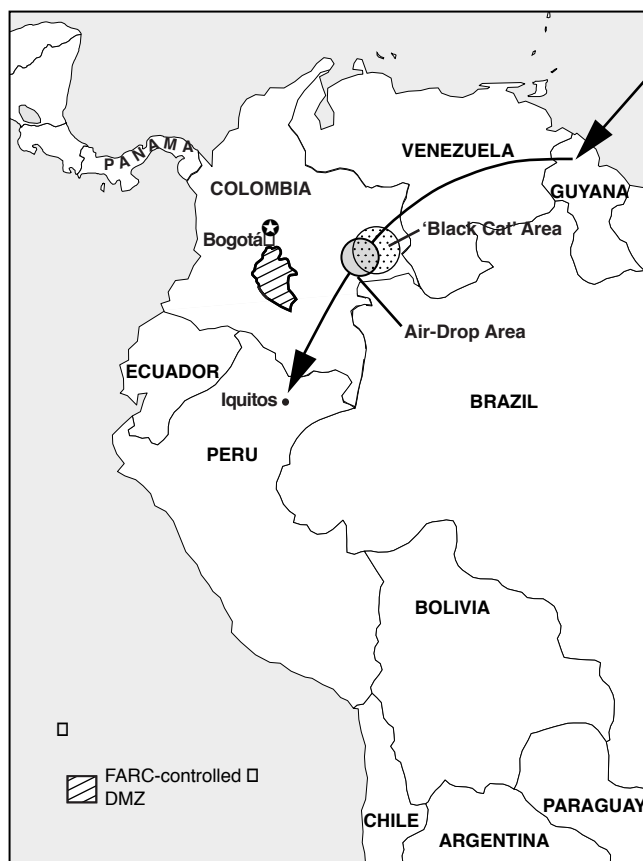 PANAMA
VENEZUELA
COLOMBIA
GUYANA
Bogotá
'Black Cat' Area
Air-Drop Area
ECUADOR
Iquitos
BRAZIL
PERU
BOLIVIA
FARC-controlled
DMZ
PARAGUAY
CHILE
ARGENTINA